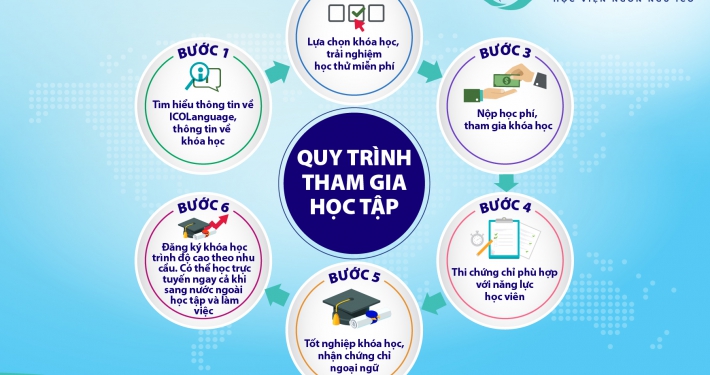 HỌC VIỆN NGÔN NGỮ ICO
BƯỚC 1
Tìm hiểu thông tin về
ICOLanguage,
thông tin về
khóa học
Lựa chọn khóa học,
trải nghiệm
học thử miễn phí
BƯỚC 3
Nộp học phí,
tham gia khóa học
QUY TRÌNH
THAM GIA
HỌC TẬP
BƯỚC 4
Thi chứng chỉ phù hợp
với năng lực
học viên
BƯỚC 5
Tốt nghiệp khóa học,
nhận chứng chỉ
ngoại ngữ
BƯỚC 6
Đăng ký khóa học
trình độ cao theo nhu
cầu. Có thể học trực
tuyến ngay cả khi
sang nước ngoài
học tập và làm
việc